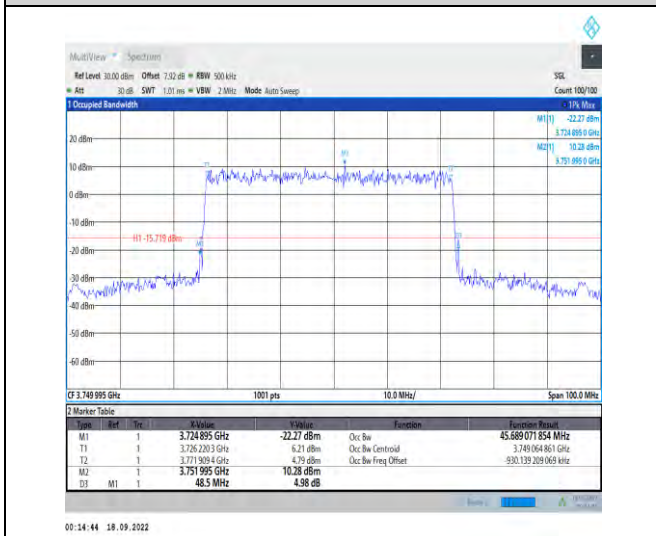 MultiView Spectrum
Ref Level 30.00 dBm Offset 7.92 dB RBW 500 kHz SGL
Att 30 dB SWT 1.01 ms VBW 2 MHz Mode Auto Sweep Count 100/100
1 Occupied Bandwidth 1Pk Max
M1[1] -22.27 dBm
3.724 895 0 GHz
M2[1] 10.28 dBm
3.751 995 0 GHz
20 dBm
10 dBm
0 dBm
-10 dBm
H1 -15.719 dBm
-20 dBm
-30 dBm
-40 dBm
-50 dBm
-60 dBm
CF 3.749 995 GHz 1001 pts 10.0 MHz/ Span 100.0 MHz
2 Marker Table
Type Ref Trc X-Value Y-Value Function Function Result
M1 1 3.724 895 GHz -22.27 dBm Occ Bw 45.689 071 854 MHz
T1 1 3.726 220 3 GHz 6.21 dBm Occ Bw Centroid 3.749 064 861 GHz
T2 1 3.771 909 4 GHz 4.79 dBm Occ Bw Freq Offset -930.139 209 069 kHz
M2 1 3.751 995 GHz 10.28 dBm
D3 M1 1 48.5 MHz 4.98 dB
00:14:44 18.09.2022